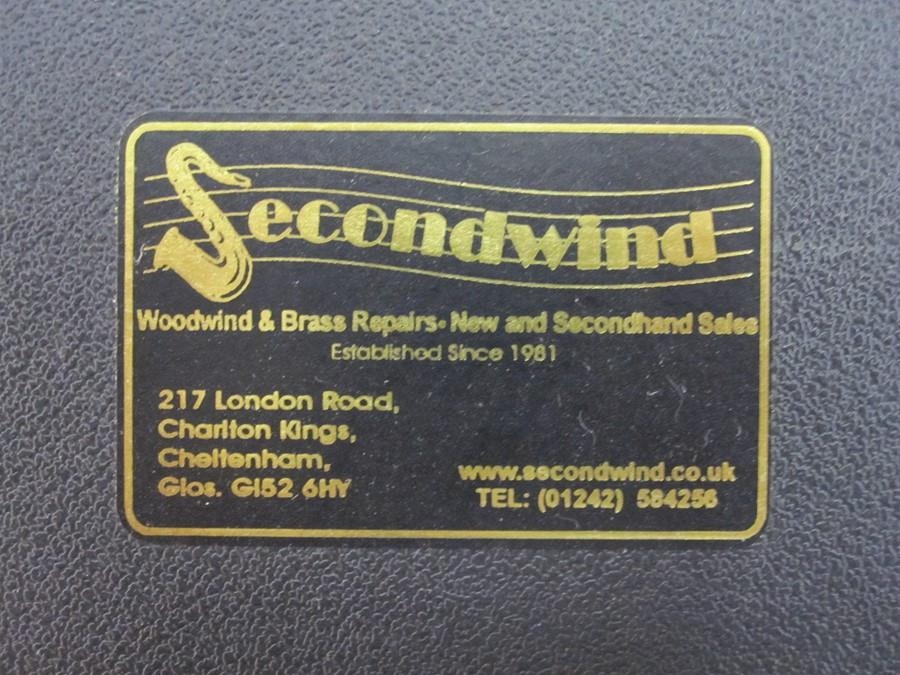 Secondwind
Woodwind & Brass Repairs • New and Secondhand Sales
Established Since 1981
217 London Road,
Charlton Kings,
Cheltenham,
Glos. Gl52 6HY
www.secondwind.co.uk
TEL: (01242) 584256